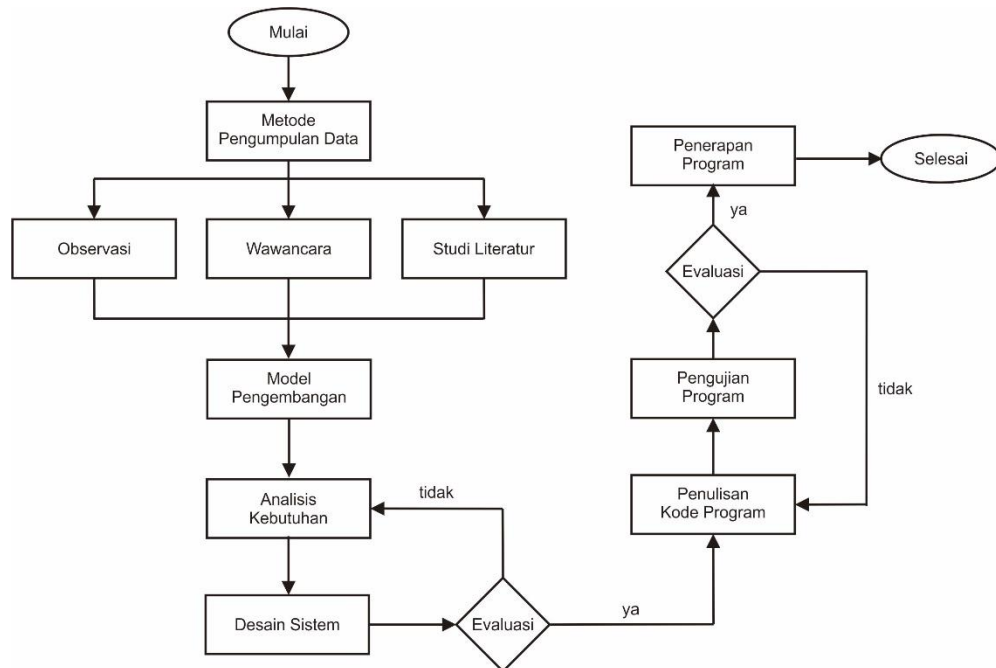 Mulai
Metode
Pengumpulan Data
Observasi
Wawancara
Studi Literatur
Model
Pengembangan
Analisis
Kebutuhan
tidak
Desain Sistem
Evaluasi
ya
Penulisan
Kode Program
Pengujian
Program
Evaluasi
tidak
ya
Penerapan
Program
Selesai